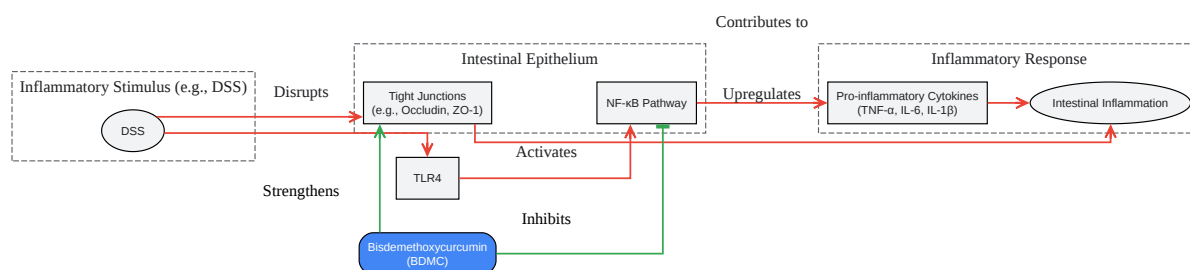 Contributes to
Inflammatory Stimulus (e.g., DSS)
DSS
Disrupts
Intestinal Epithelium
Tight Junctions
(e.g., Occludin, ZO-1)
NF-κB Pathway
Upregulates
Inflammatory Response
Pro-inflammatory Cytokines
(TNF-α, IL-6, IL-1β)
Intestinal Inflammation
Activates
TLR4
Strengthens
Inhibits
Bisdemethoxycurcumin
(BDMC)